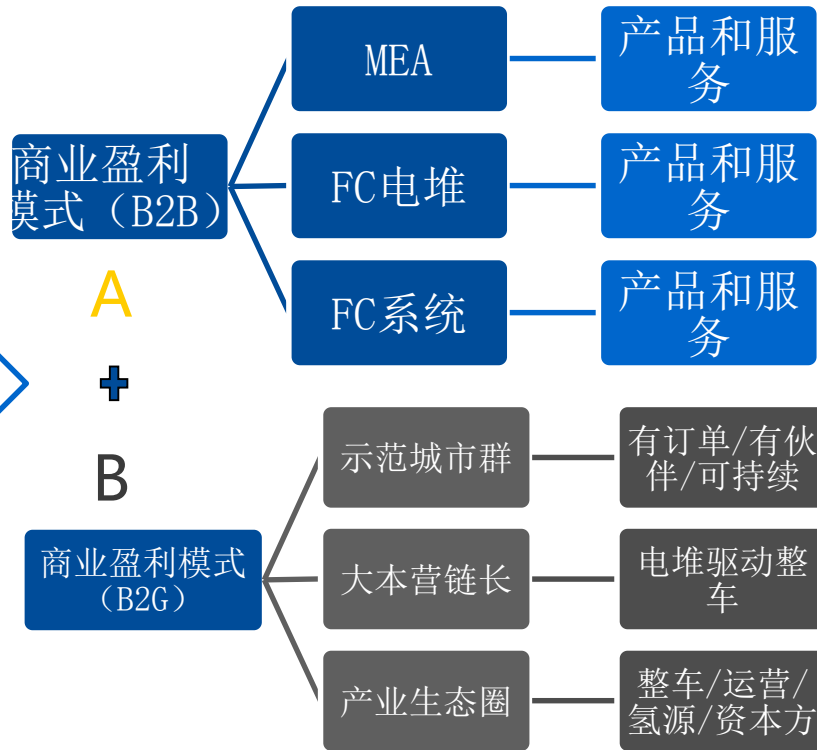 MEA
产品和服
务
商业盈利
模式（B2B）
FC电堆
产品和服
务
A
FC系统
产品和服
务
B
示范城市群
有订单/有伙
伴/可持续
商业盈利模式
（B2G）
大本营链长
电堆驱动整
车
产业生态圈
整车/运营/
氢源/资本方